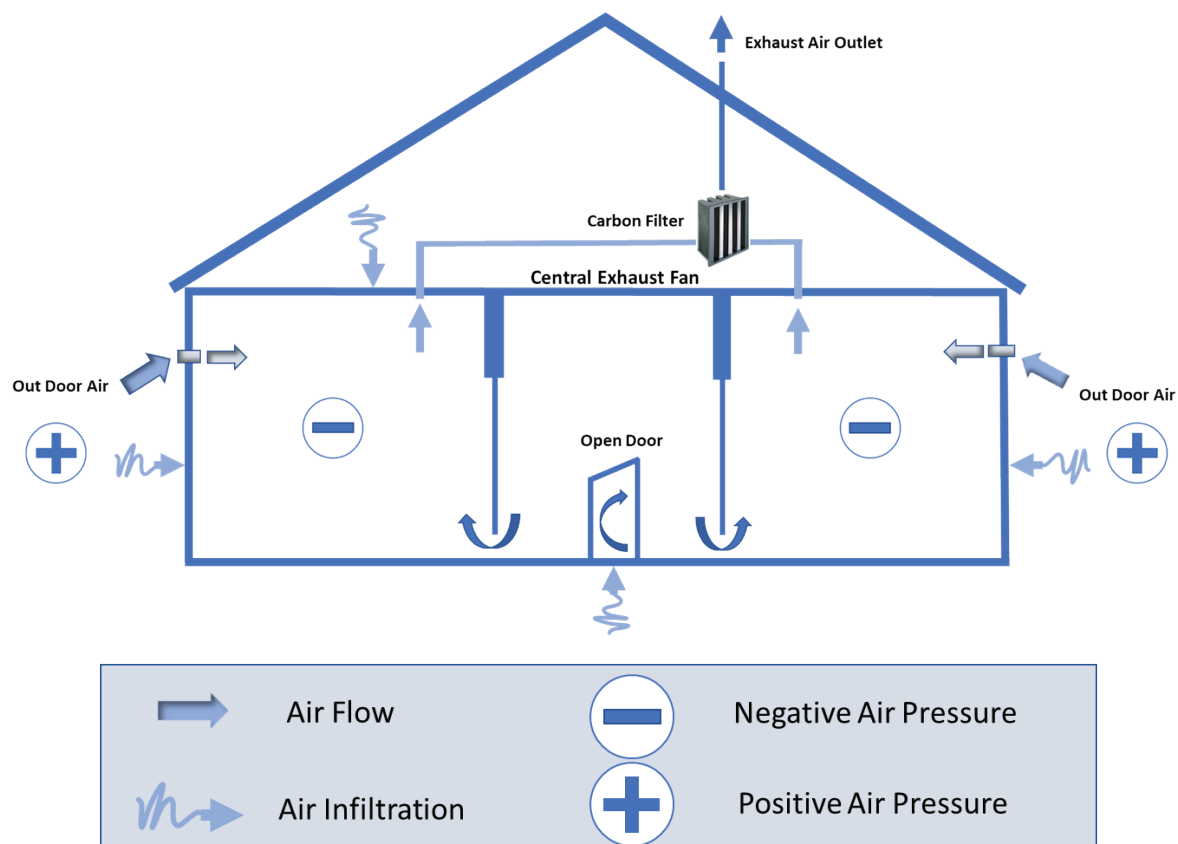 Exhaust Air Outlet
Carbon Filter
Central Exhaust Fan
Out Door Air
Out Door Air
Open Door
Air Flow
Negative Air Pressure
Air Infiltration
Positive Air Pressure